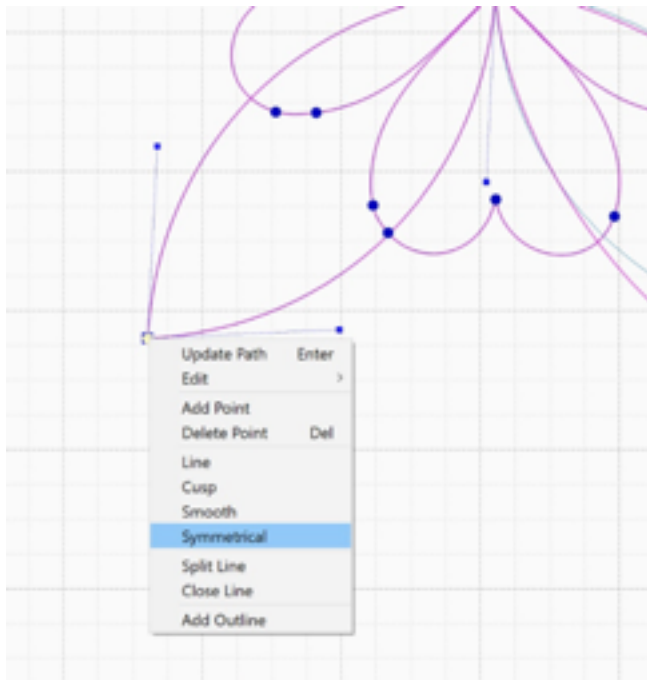 Update Path Enter
Edit >
Add Point
Delete Point Del
Line
Cusp
Smooth
Symmetrical
Split Line
Close Line
Add Outline